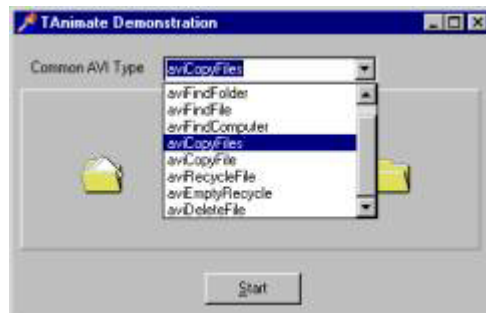 TAnimate Demonstration
Common AVI Type aviCopyFiles
aviFindFolder
aviFindFile
aviFindComputer
aviCopyFiles
aviCopyFile
aviRecycleFile
aviEmptyRecycle
aviDeleteFile
Start